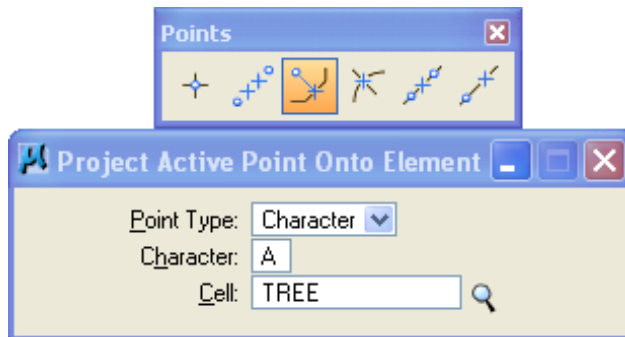 Points
Project Active Point Onto Element
Point Type: Character
Character: A
Cell: TREE